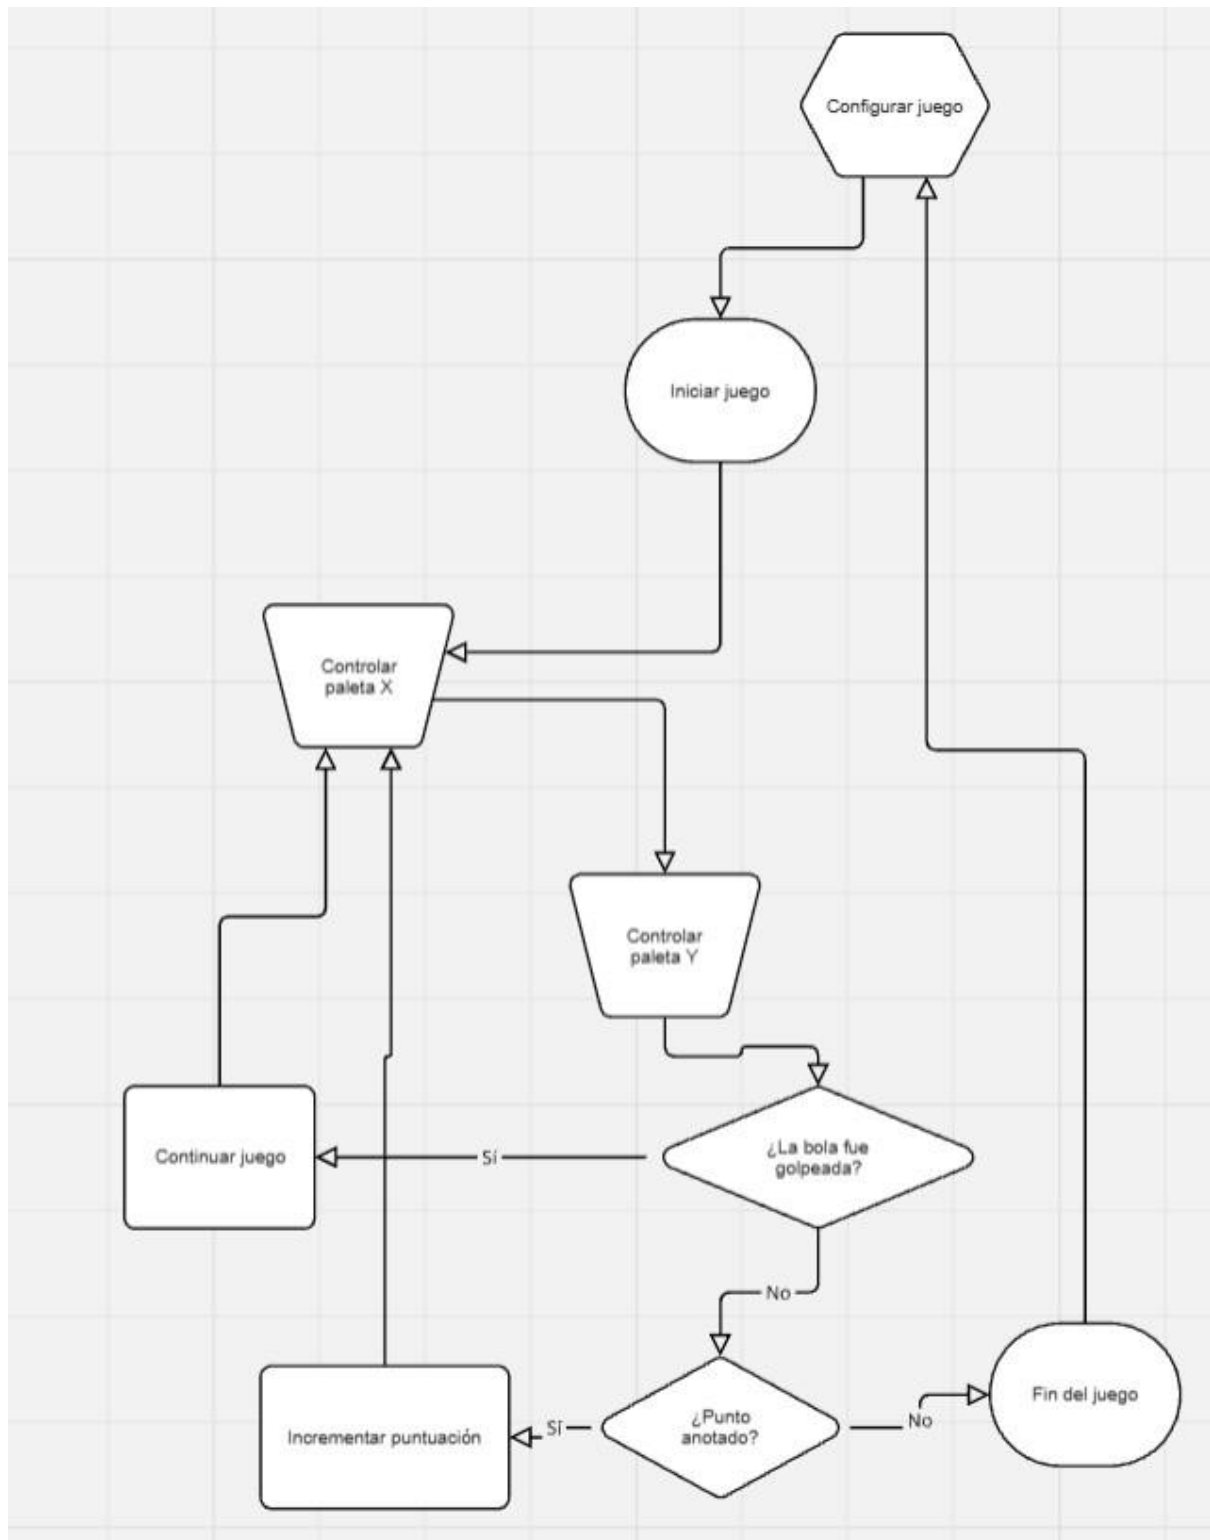 Configurar juego
Iniciar juego
Controlar
paleta X
Controlar
paleta Y
¿La bola fue
golpeada?
Sí
Continuar juego
No
¿Punto
anotado?
Sí
No
Fin del juego
Incrementar puntuación